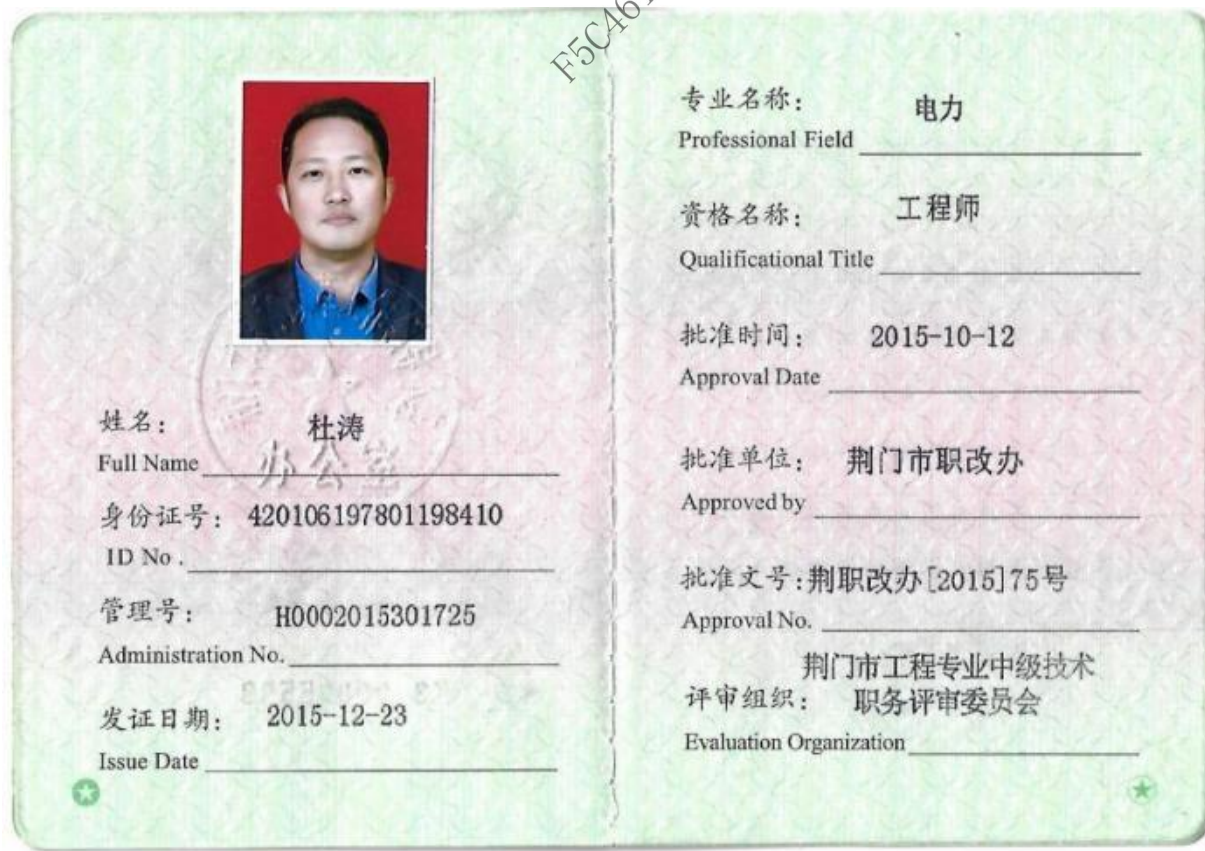 F5C461
姓名： 杜涛
Full Name
办公室
身份证号： 420106197801198410
ID No .
管理号： H0002015301725
Administration No.
发证日期： 2015-12-23
Issue Date
专业名称： 电力
Professional Field
资格名称： 工程师
Qualificational Title
批准时间： 2015-10-12
Approval Date
批准单位： 荆门市职改办
Approved by
批准文号：荆职改办[2015]75号
Approval No.
荆门市工程专业中级技术
评审组织： 职务评审委员会
Evaluation Organization